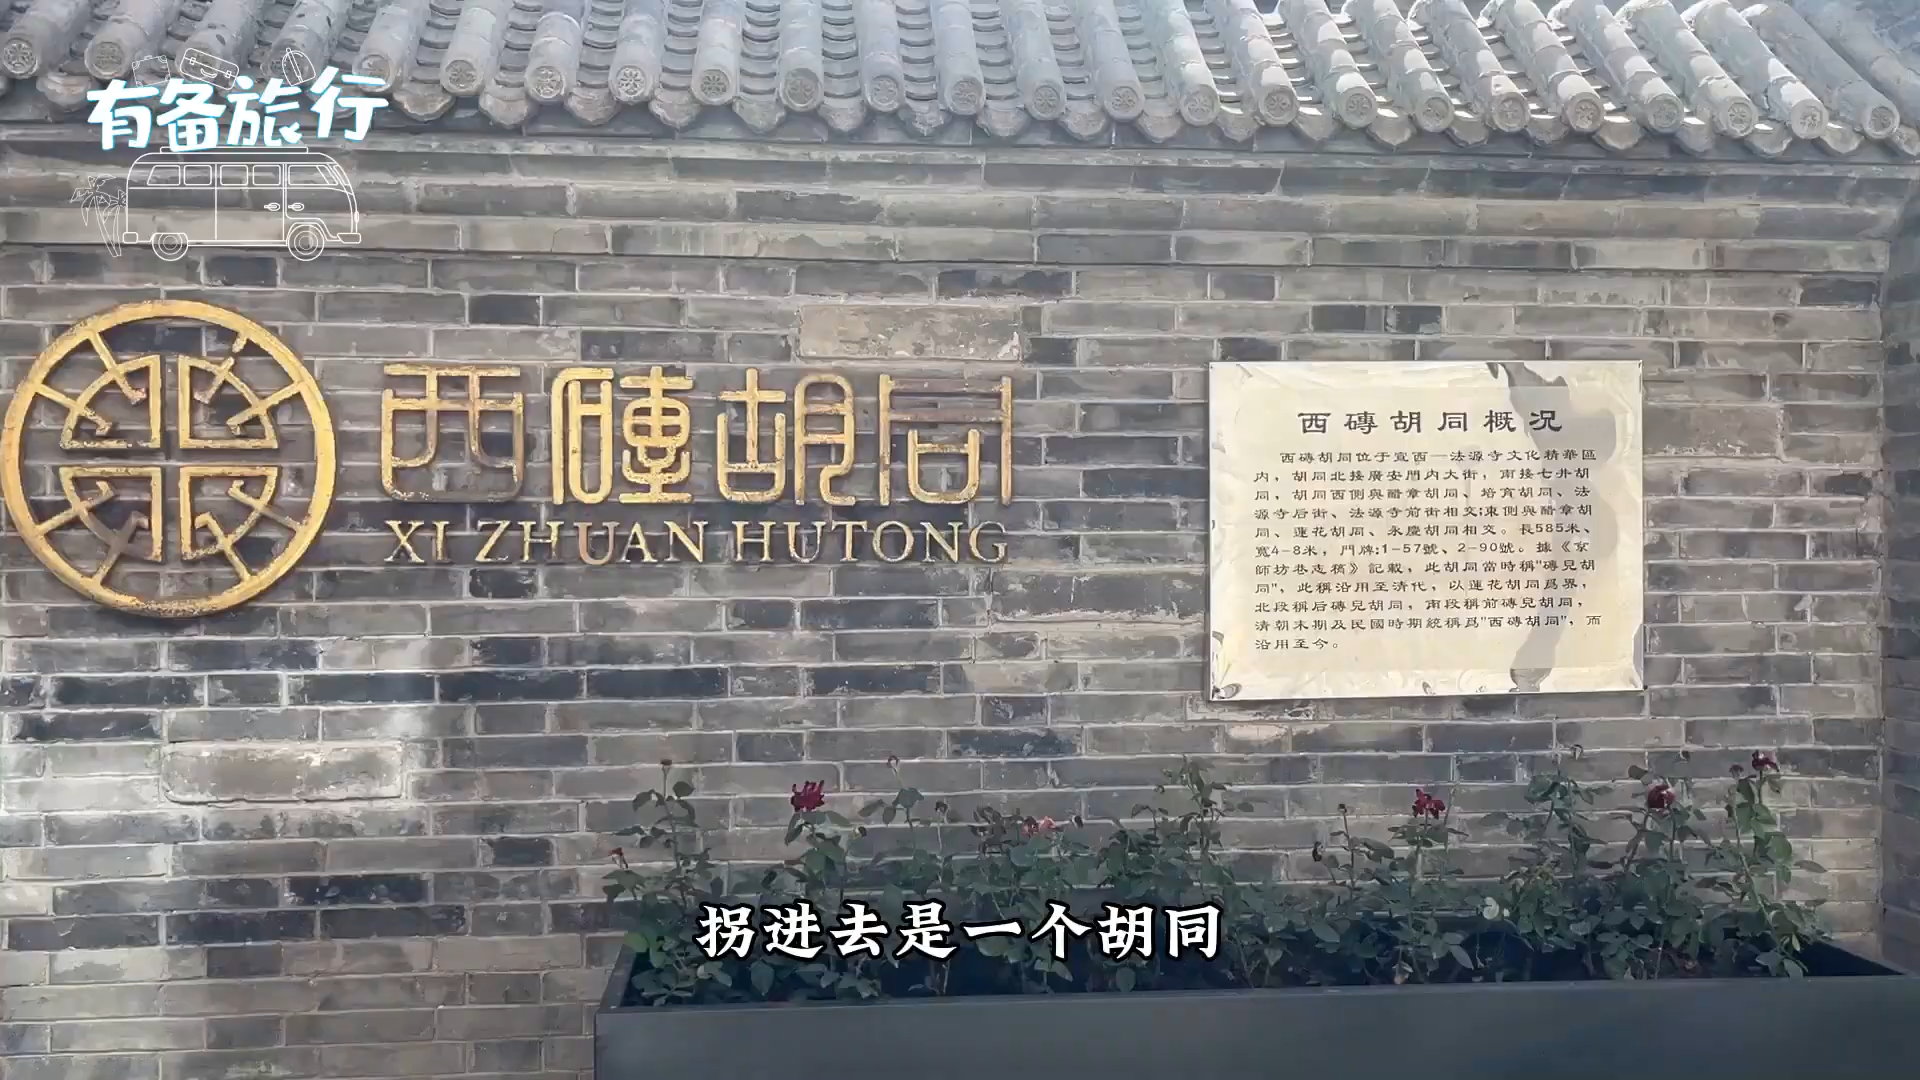 有备旅行
西磚胡同
XI ZHUAN HUTONG
西磚胡同概况
西磚胡同位于宣西—法源寺文化精華區
内，胡同北接廣安門内大街，南接七井胡
同，胡同西側與醋章胡同、培育胡同、法
源寺后街、法源寺前街相交;東側與醋章胡
同、蓮花胡同、永慶胡同相交。長585米、
寬4-8米，門牌:1-57號、2-90號。據《京
師坊巷志稿》記載，此胡同當時稱"磚兒胡
同"，此稱沿用至清代，以蓮花胡同爲界，
北段稱后磚兒胡同，南段稱前磚兒胡同，
清朝末期及民國時期統稱爲"西磚胡同"，而
沿用至今。
拐进去是一个胡同